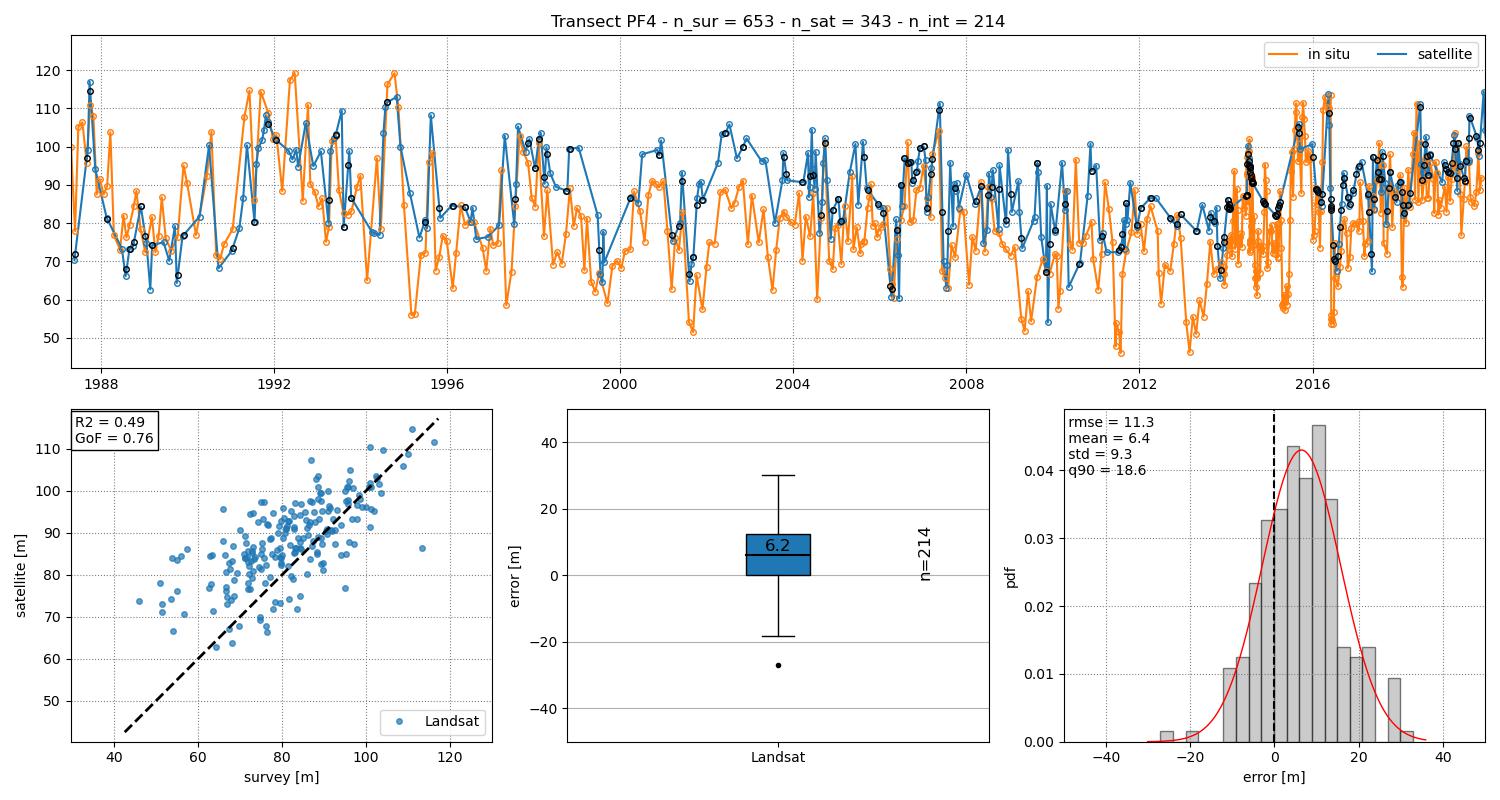 Transect PF4 - n_sur = 653 - n_sat = 343 - n_int = 214
in situ satellite
120
110
100
90
80
70
60
50
1988 1992 1996 2000 2004 2008 2012 2016
R2 = 0.49
GoF = 0.76
110
100
90
80
70
60
50
satellite [m]
Landsat
40 60 80 100 120
survey [m]
40
20
0
−20
−40
error [m]
6.2
n=214
Landsat
rmse = 11.3
mean = 6.4
std = 9.3
q90 = 18.6
0.04
0.03
0.02
0.01
0.00
pdf
−40 −20 0 20 40
error [m]